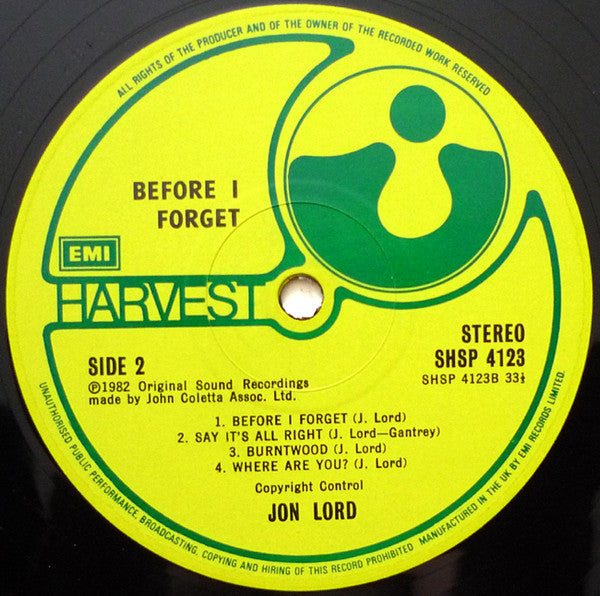 ALL RIGHTS OF THE PRODUCER AND OF THE OWNER OF THE RECORDED WORK RESERVED
BEFORE I
FORGET
EMI
HARVEST
STEREO
SHSP 4123
SHSP 4123B 33⅓
SIDE 2
℗1982 Original Sound Recordings
made by John Coletta Assoc. Ltd.
1. BEFORE I FORGET (J. Lord)
2. SAY IT'S ALL RIGHT (J. Lord—Gantrey)
3. BURNTWOOD (J. Lord)
4. WHERE ARE YOU? (J. Lord)
Copyright Control
JON LORD
UNAUTHORISED PUBLIC PERFORMANCE, BROADCASTING, COPYING AND HIRING OF THIS RECORD PROHIBITED MANUFACTURED IN THE UK BY EMI RECORDS LIMITED.